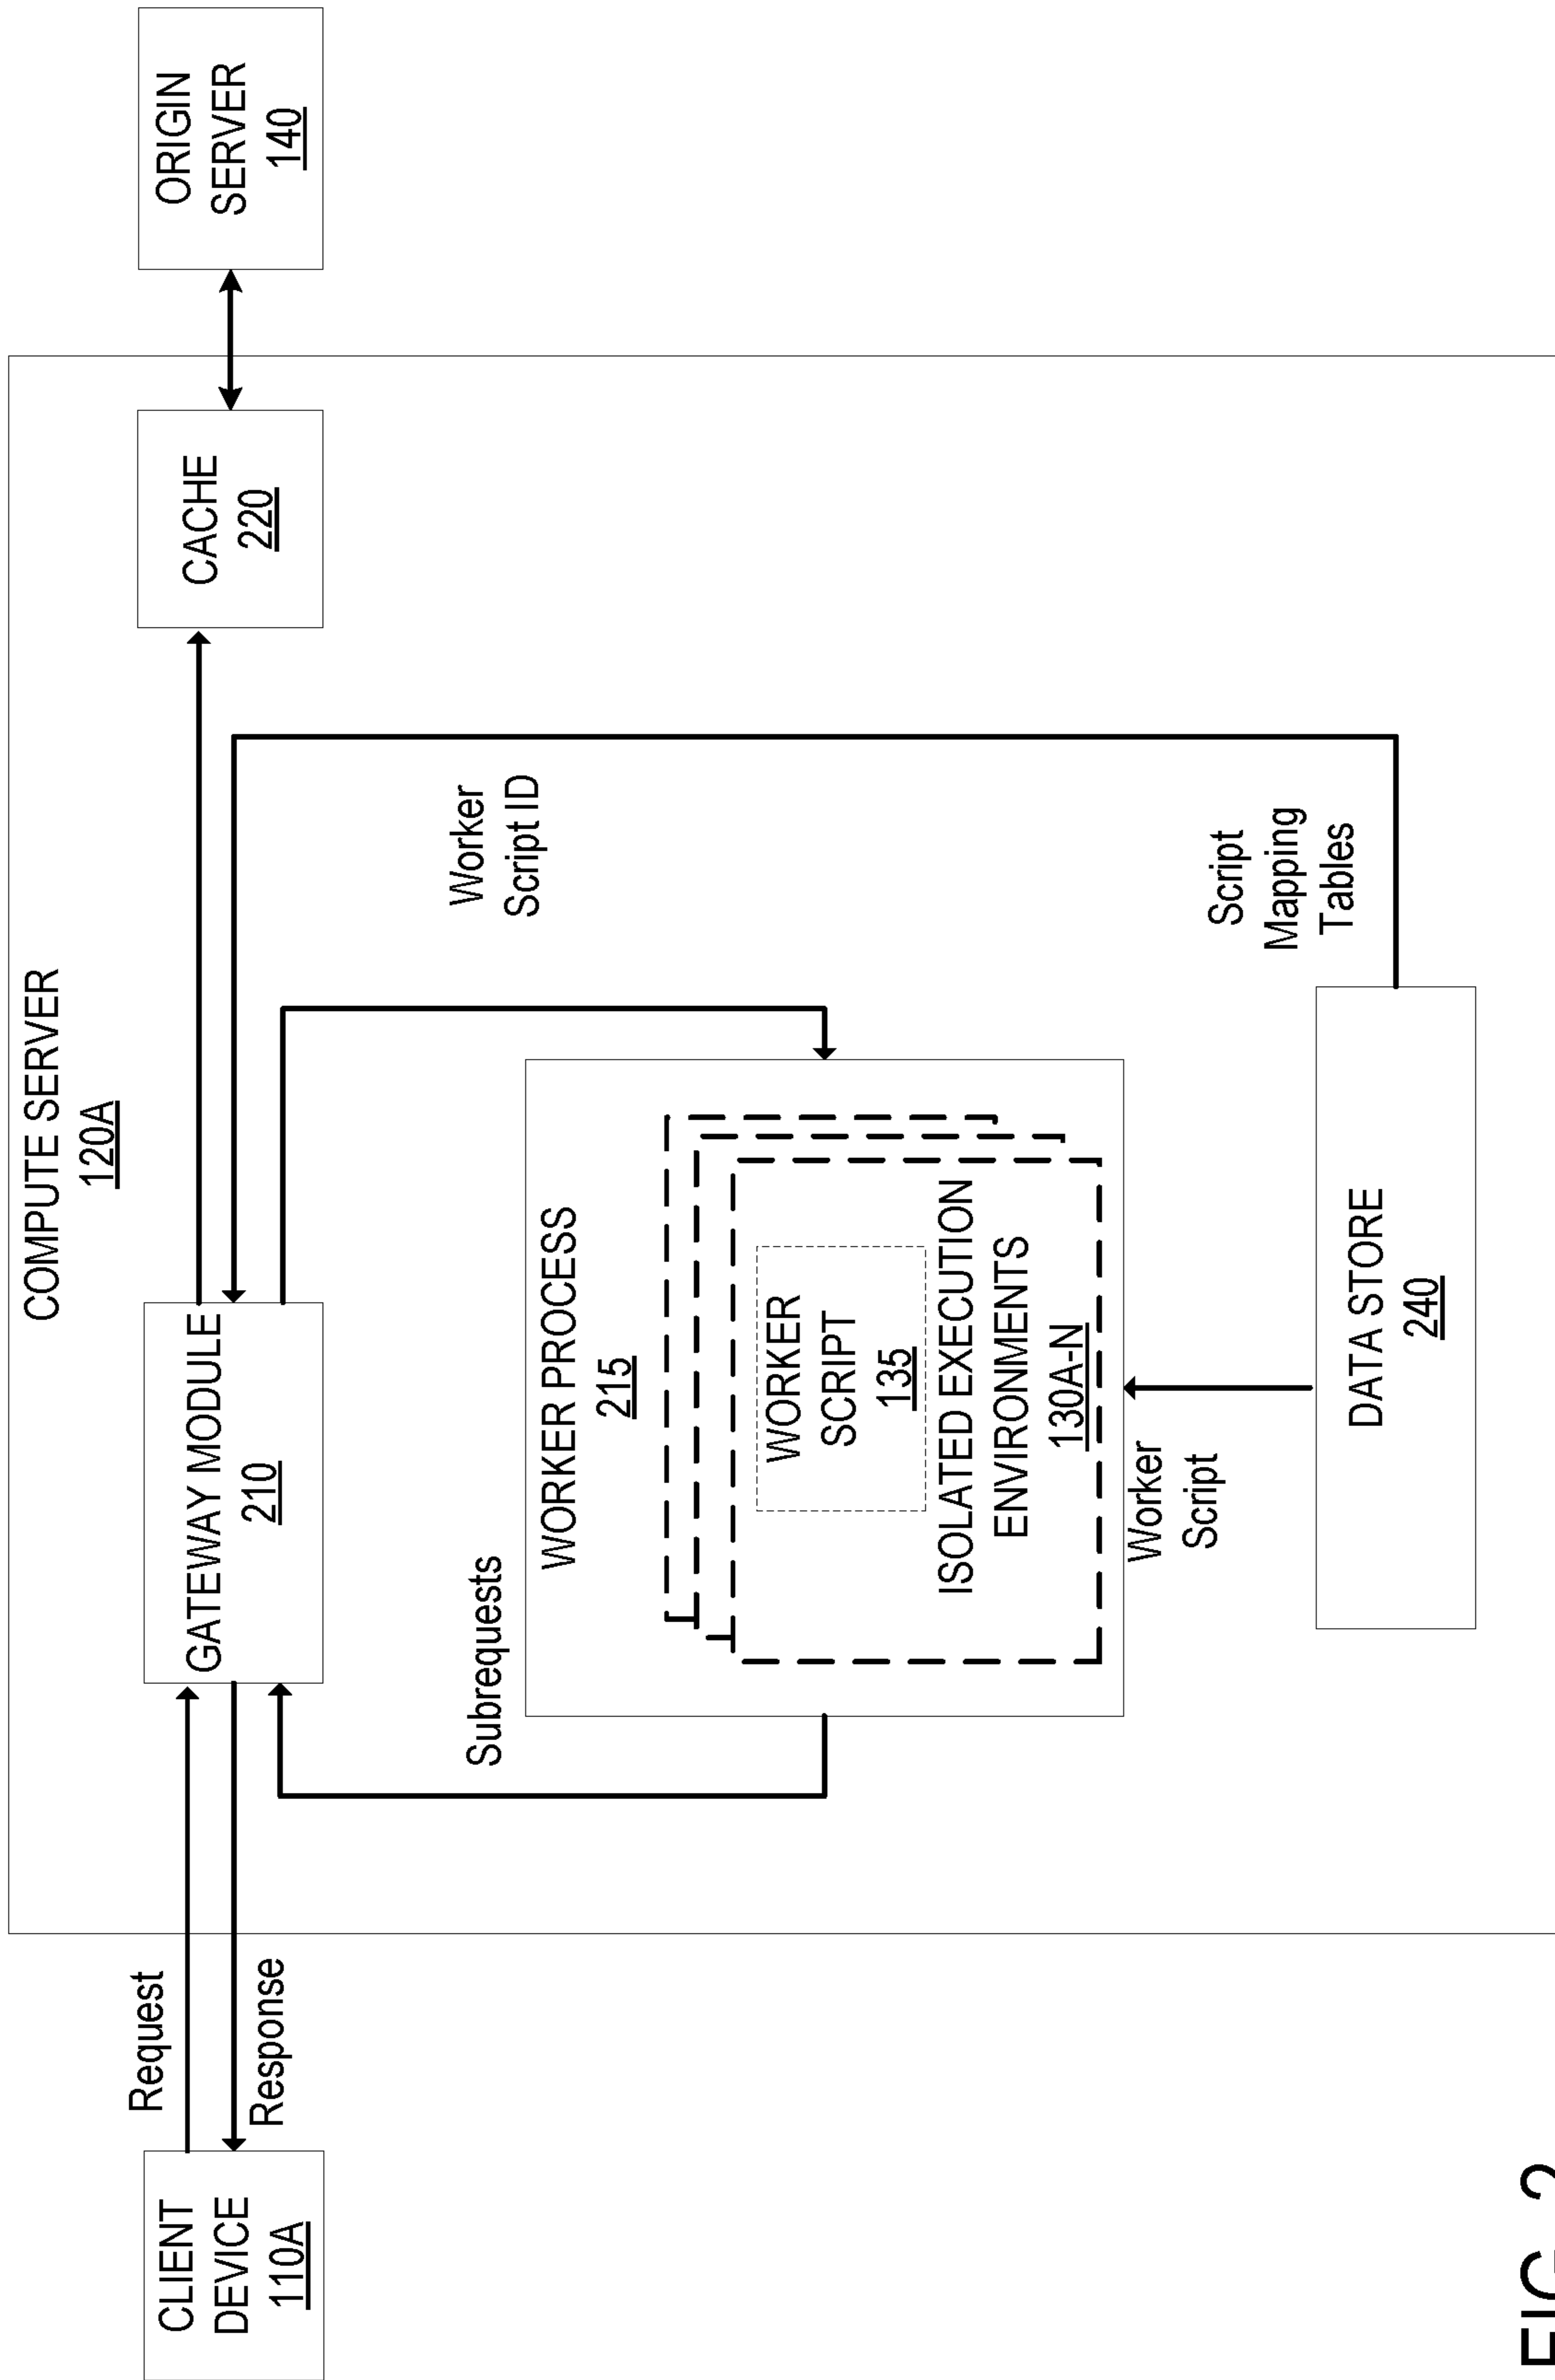 COMPUTE SERVER
120A
CLIENT
DEVICE
110A
Request
Response
GATEWAY MODULE
210
CACHE
220
ORIGIN
SERVER
140
Subrequests
Worker
Script ID
WORKER PROCESS
215
WORKER
SCRIPT
135
ISOLATED EXECUTION
ENVIRONMENTS
130A-N
Worker
Script
Script
Mapping
Tables
DATA STORE
240
FIG. 2